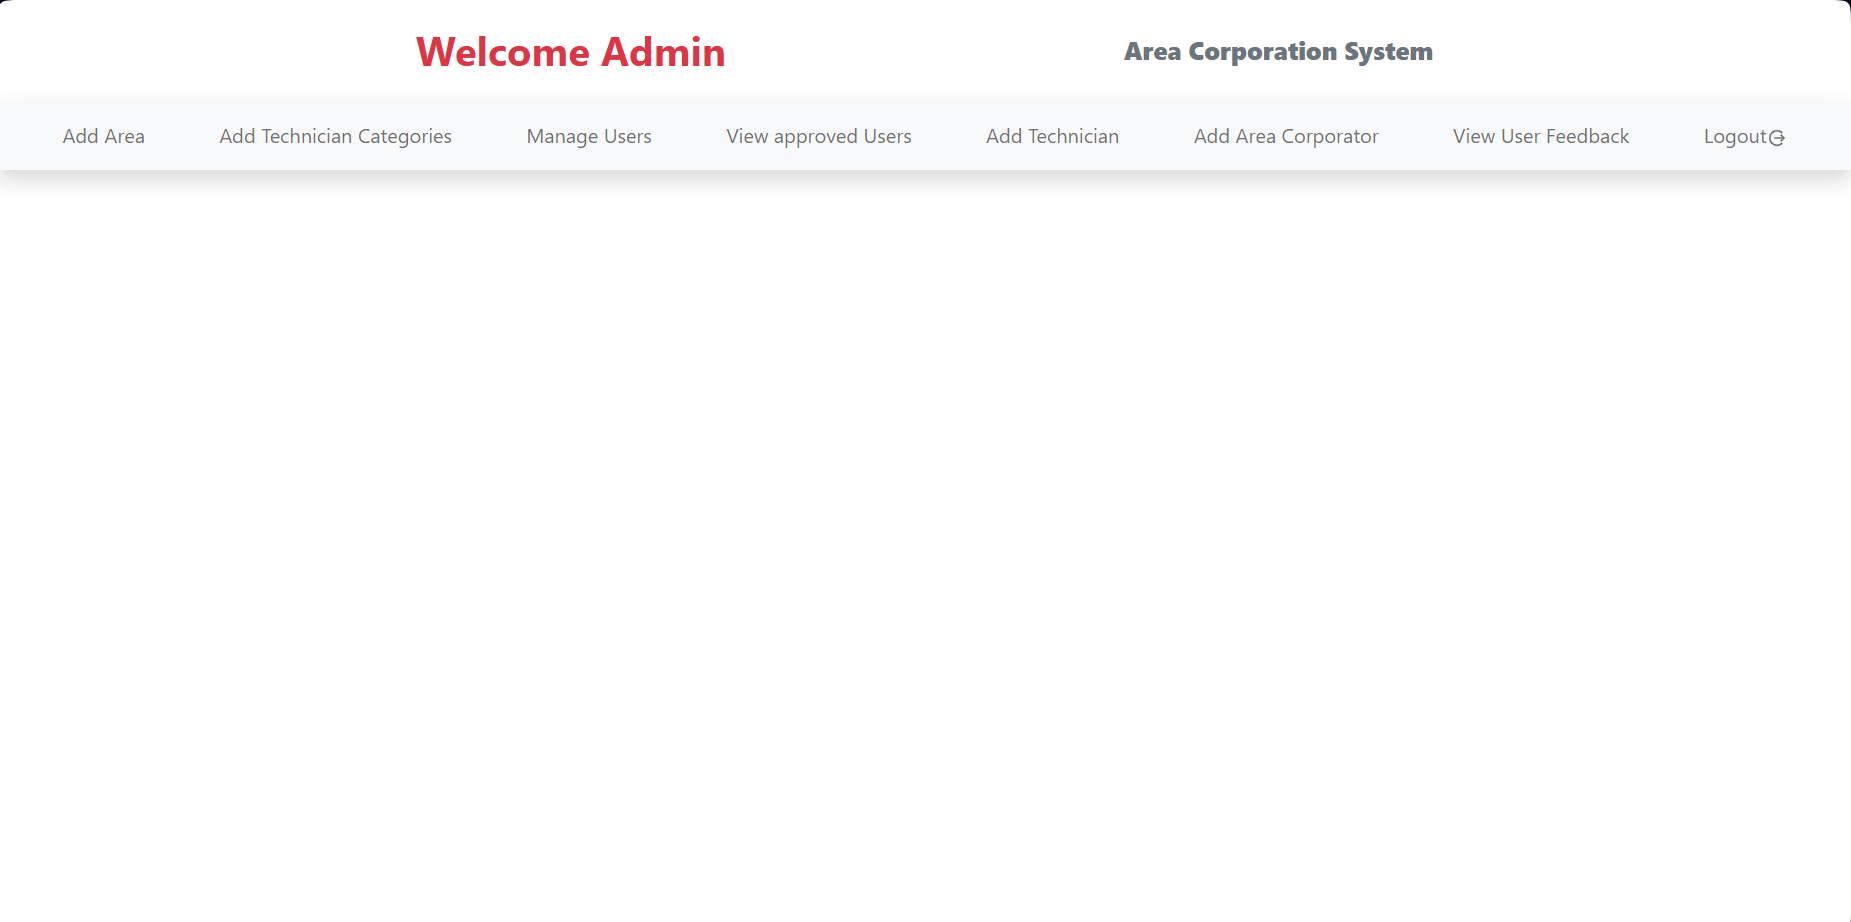 Welcome Admin
Area Corporation System
Add Area
Add Technician Categories
Manage Users
View approved Users
Add Technician
Add Area Corporator
View User Feedback
Logout